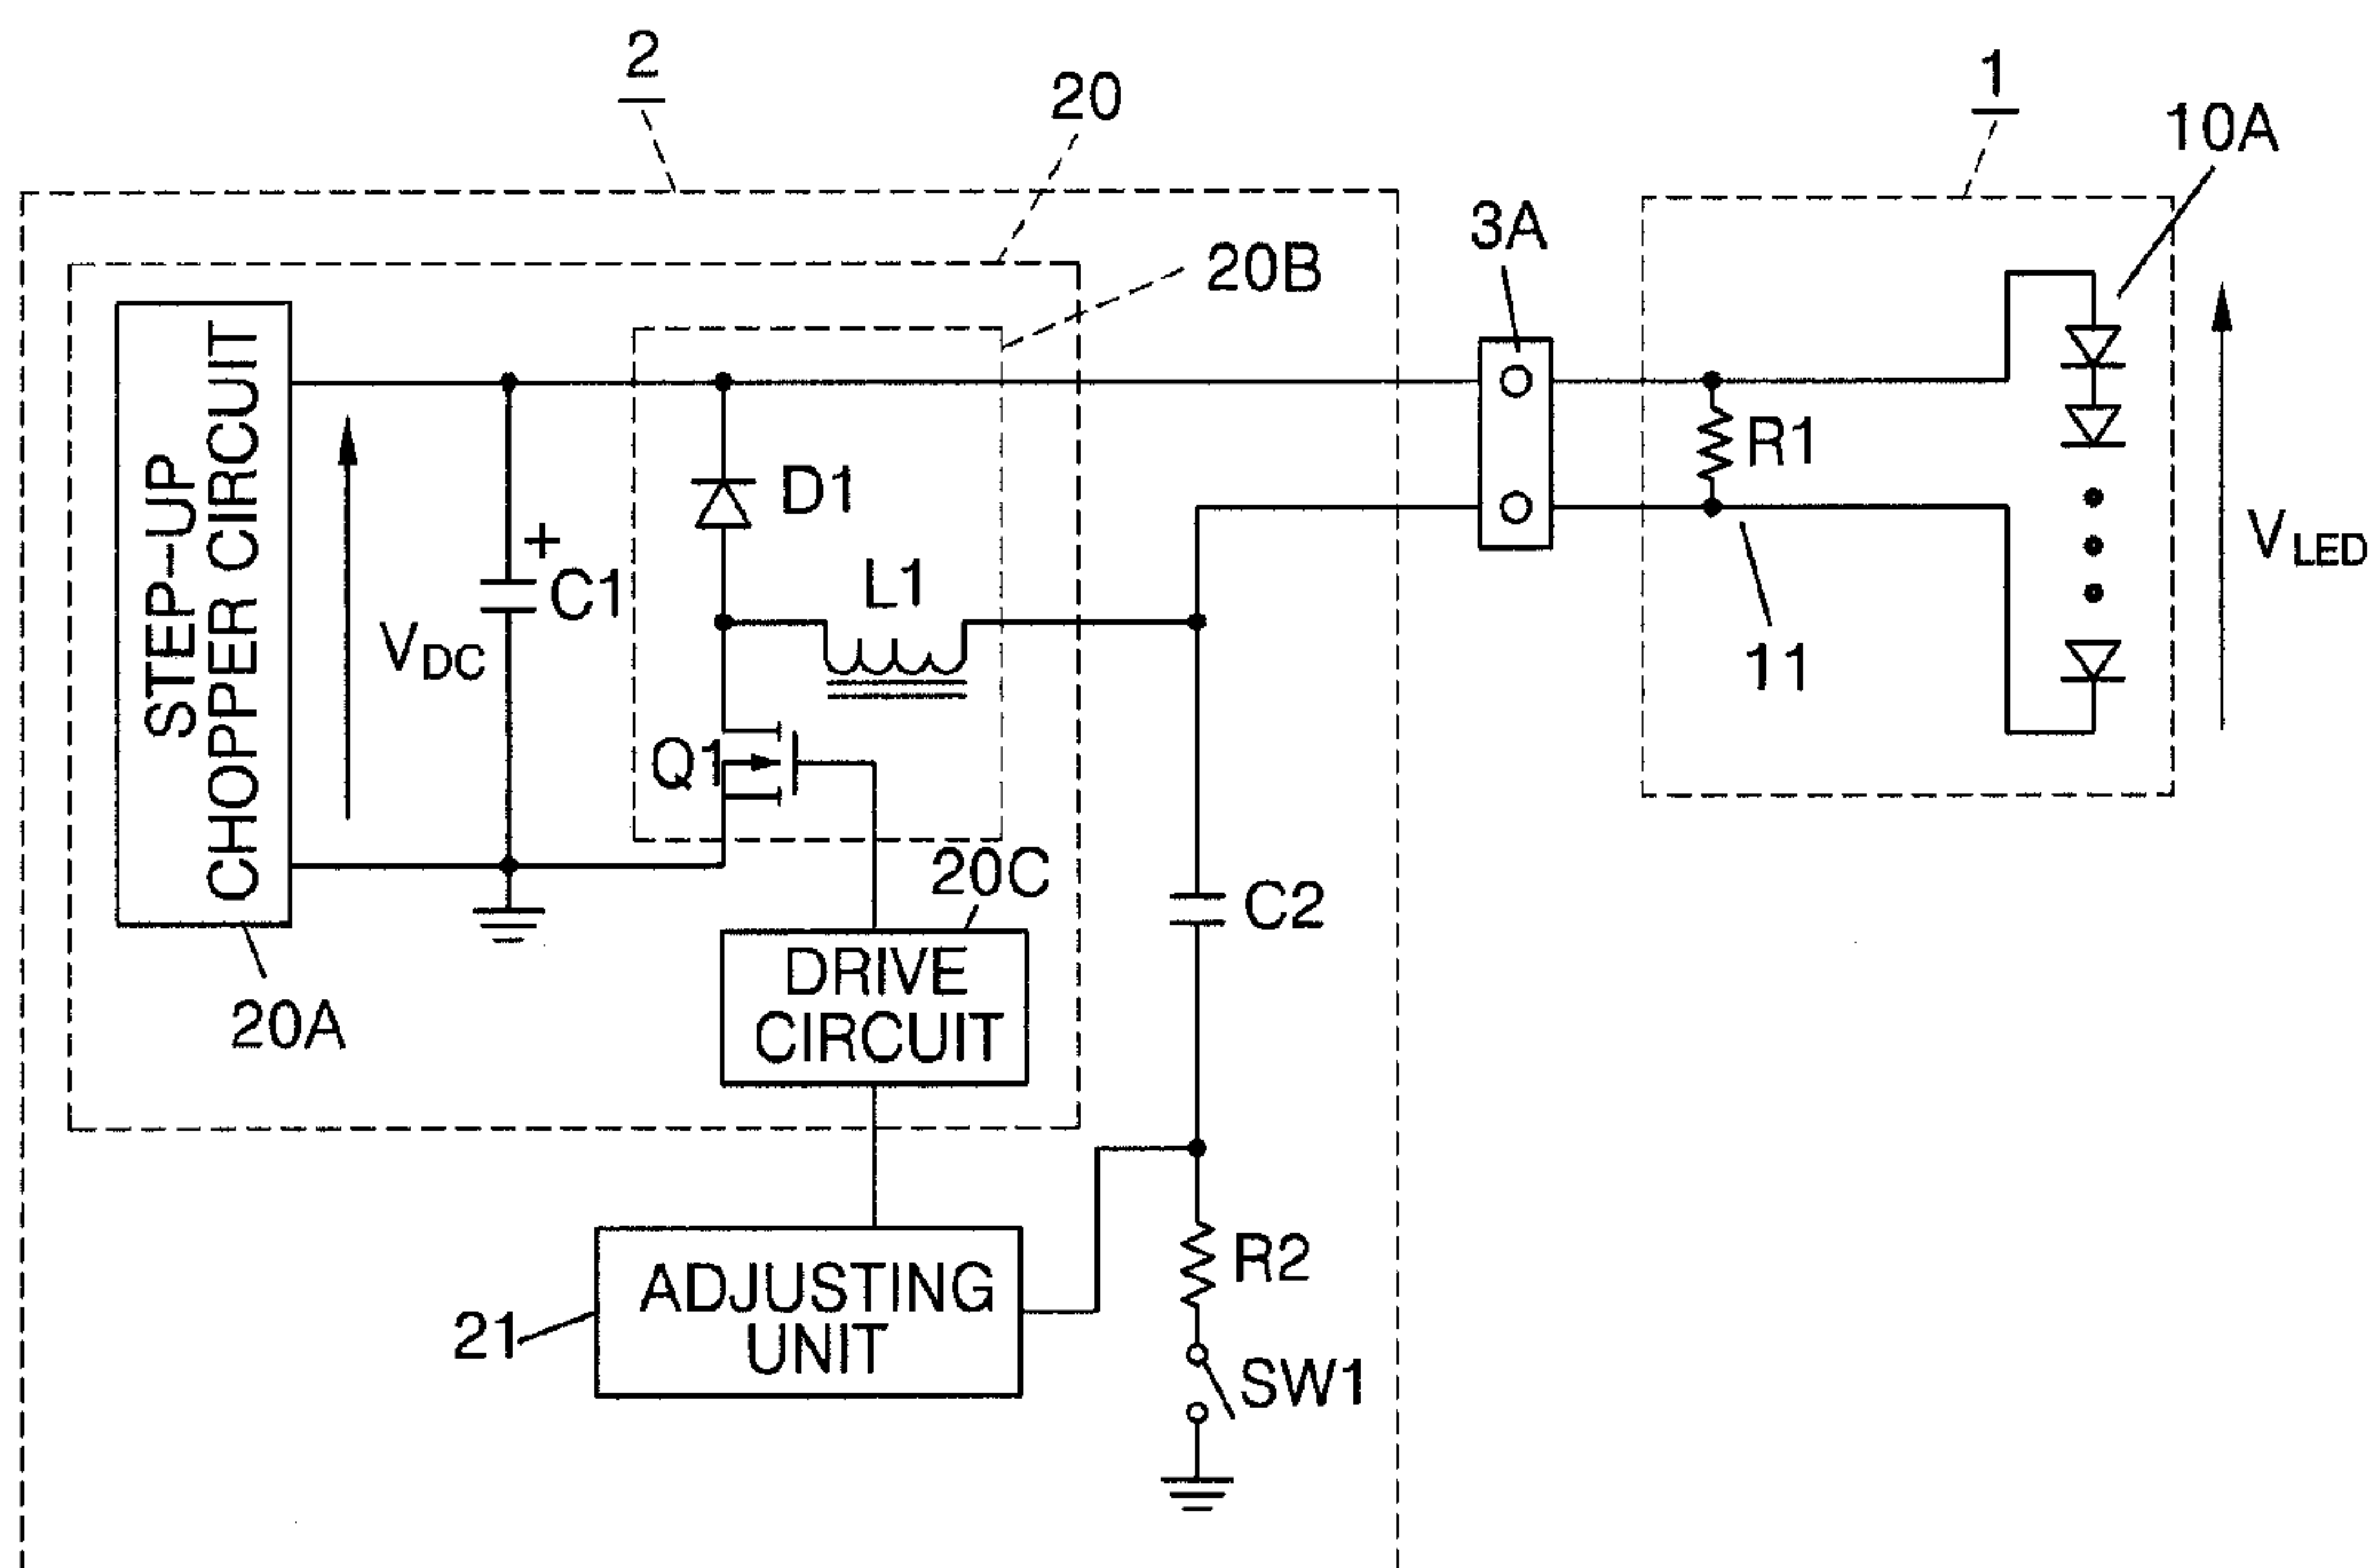 2
20
1
10A
3A
20B
STEP-UP
CHOPPER CIRCUIT
D1
R1
+
C1
L1
VDC
VLED
11
Q1
20C
C2
DRIVE
CIRCUIT
20A
R2
ADJUSTING
UNIT
21
SW1